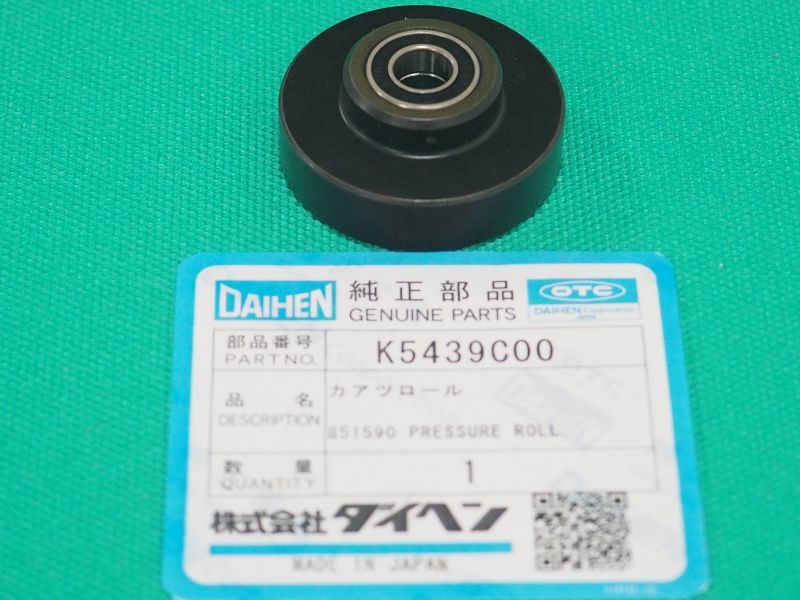 DAIHEN 純正部品 OTC
GENUINE PARTS DAIHEN Corporation
JAPAN
部品番号 K5439C00
PART NO.
品名 カアツロール
DESCRIPTION 851590 PRESSURE ROLL
数量 1
QUANTITY
株式会社 ダイヘン
MADE IN JAPAN